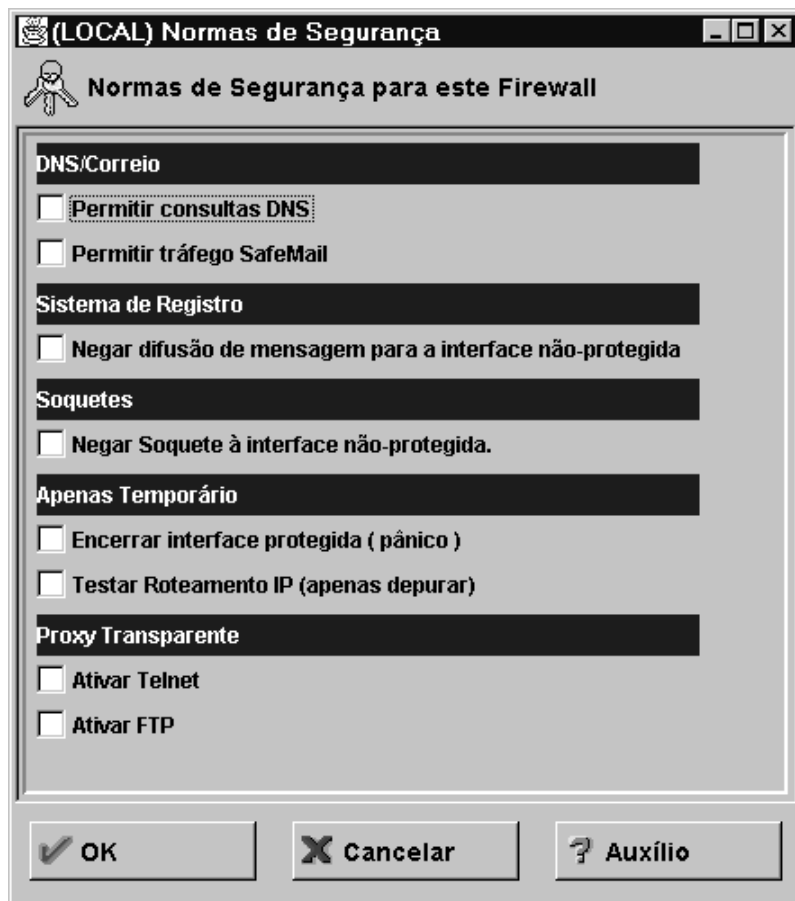 (LOCAL) Normas de Segurança
Normas de Segurança para este Firewall
DNS/Correio
Permitir consultas DNS
Permitir tráfego SafeMail
Sistema de Registro
Negar difusão de mensagem para a interface não-protegida
Soquetes
Negar Soquete à interface não-protegida.
Apenas Temporário
Encerrar interface protegida ( pânico )
Testar Roteamento IP (apenas depurar)
Proxy Transparente
Ativar Telnet
Ativar FTP
OK Cancelar Auxílio